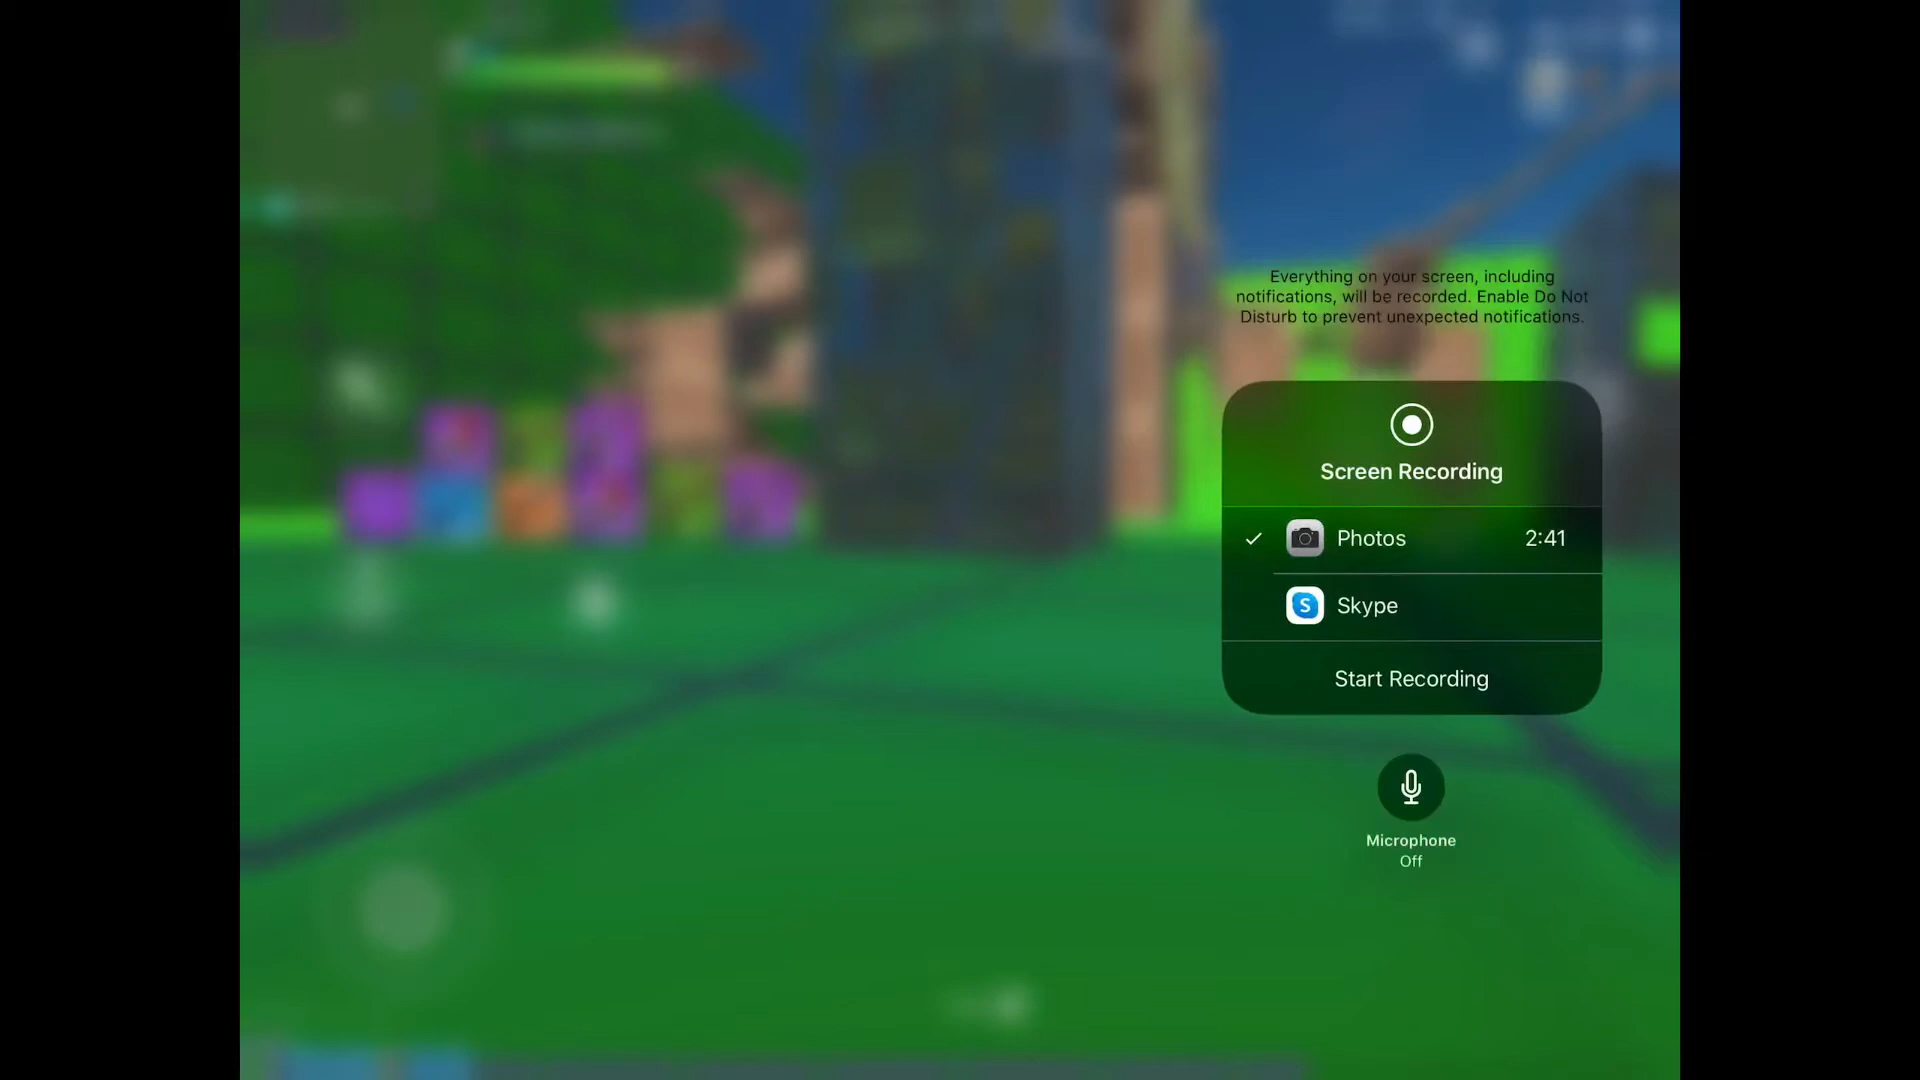 Everything on your screen, including
notifications, will be recorded. Enable Do Not
Disturb to prevent unexpected notifications.
Screen Recording
Photos 2:41
Skype
Start Recording
Microphone
Off